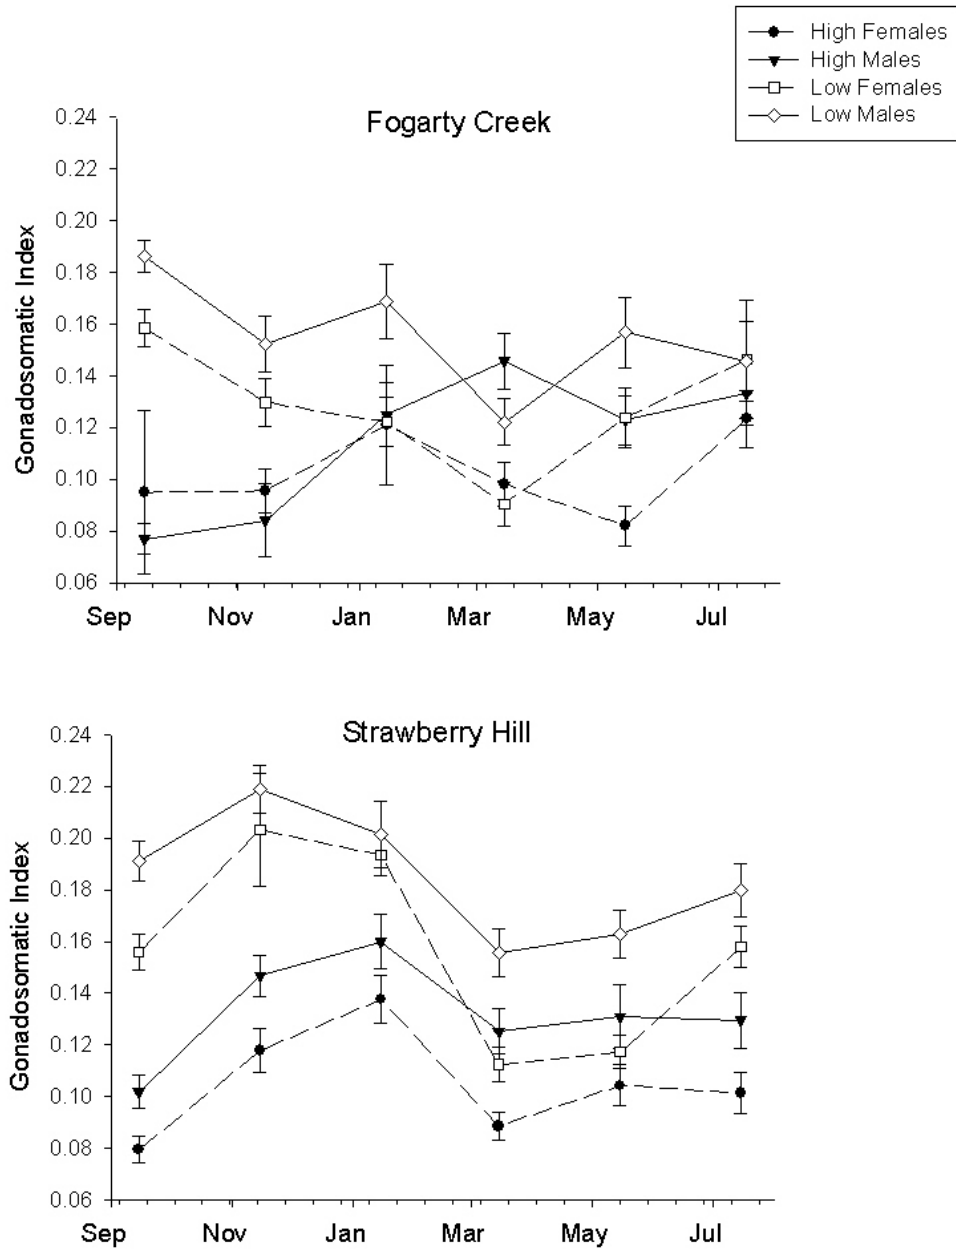 High Females
High Males
Low Females
Low Males
Fogarty Creek
0.24
0.22
0.20
0.18
0.16
0.14
0.12
0.10
0.08
0.06
Gonadosomatic Index
Sep Nov Jan Mar May Jul
Strawberry Hill
0.24
0.22
0.20
0.18
0.16
0.14
0.12
0.10
0.08
0.06
Gonadosomatic Index
Sep Nov Jan Mar May Jul